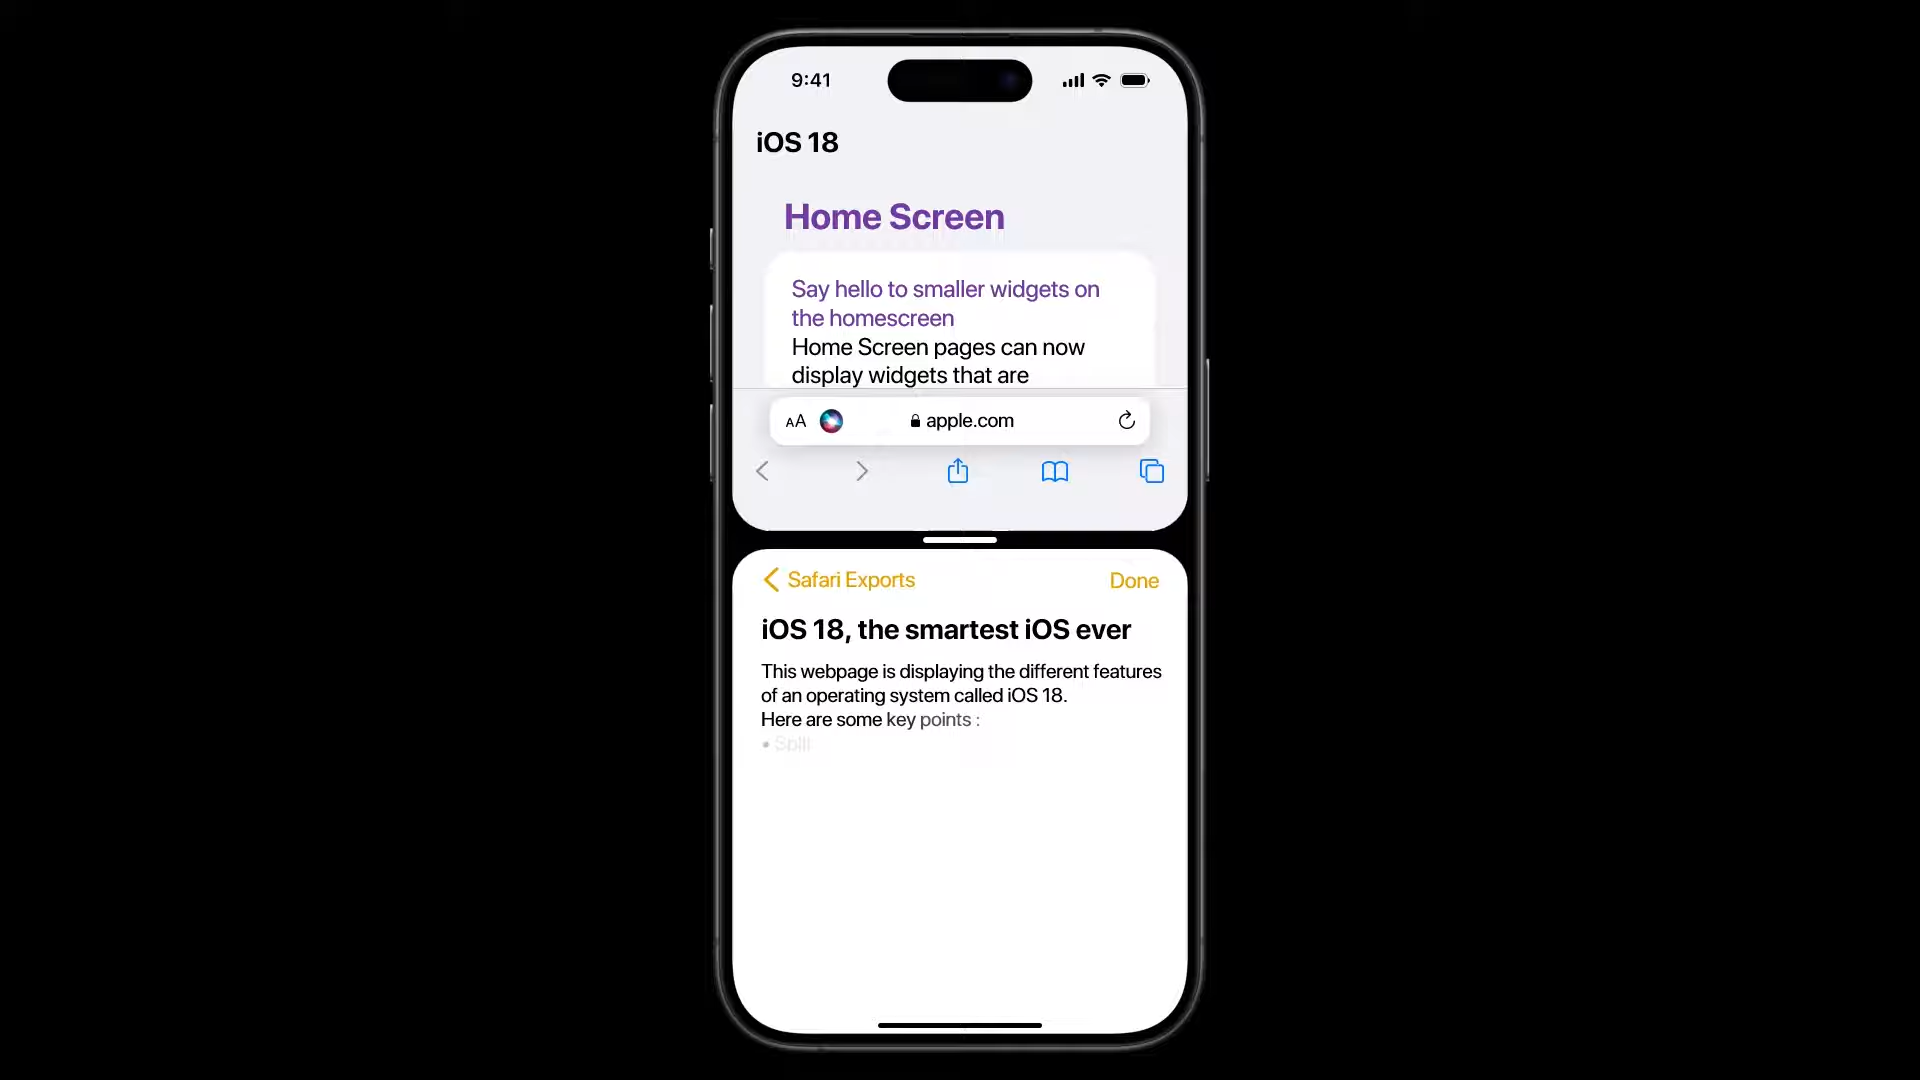 9:41
iOS 18
Home Screen
Say hello to smaller widgets on
the homescreen
Home Screen pages can now
display widgets that are
AA apple.com
Safari Exports Done
iOS 18, the smartest iOS ever
This webpage is displaying the different features
of an operating system called iOS 18.
Here are some key points :
• Split